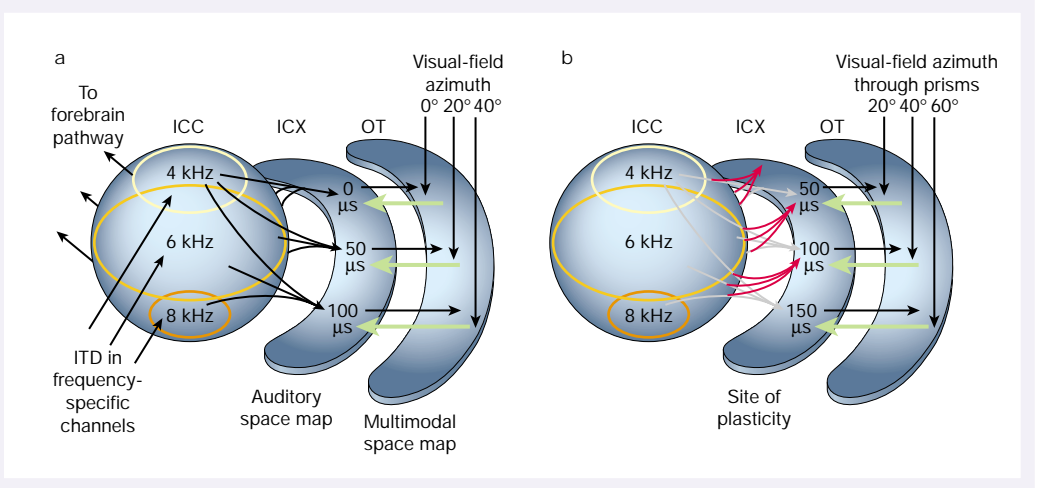 a
Visual-field
azimuth
0° 20° 40°
To
forebrain
pathway
ICC
ICX
OT
4 kHz
6 kHz
8 kHz
0
µs
50
µs
100
µs
ITD in
frequency-
specific
channels
Auditory
space map
Multimodal
space map
b
Visual-field azimuth
through prisms
20° 40° 60°
ICC
ICX
OT
4 kHz
6 kHz
8 kHz
50
µs
100
µs
150
µs
Site of
plasticity